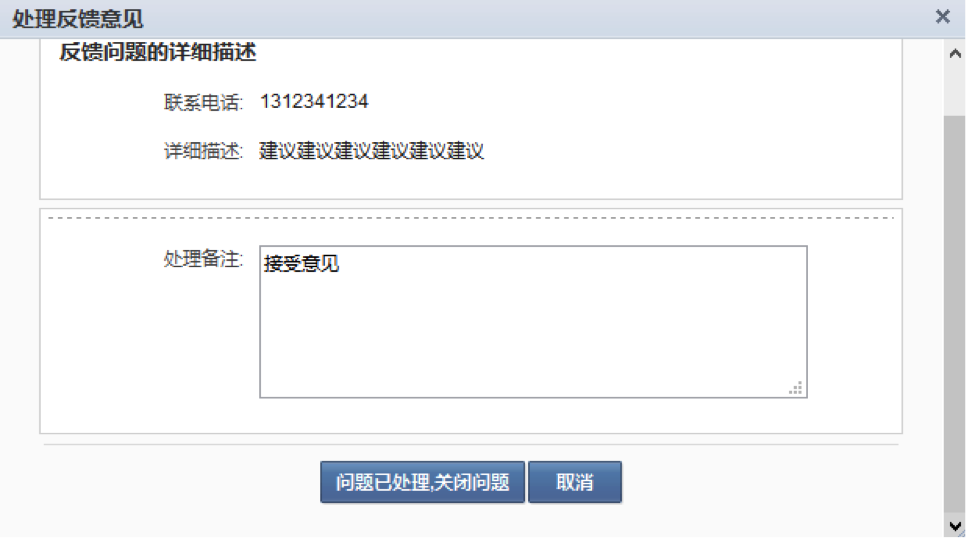 处理反馈意见
反馈问题的详细描述
联系电话: 1312341234
详细描述: 建议建议建议建议建议建议
处理备注: 接受意见
问题已处理,关闭问题 取消